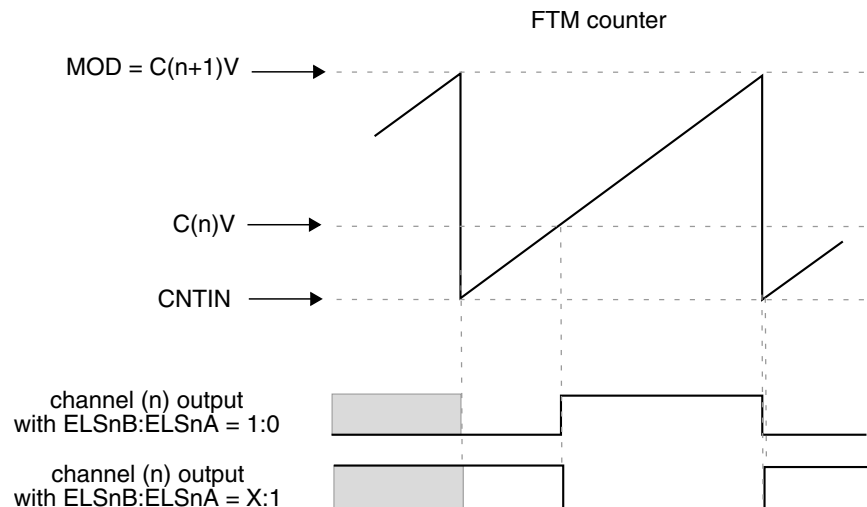 FTM counter
MOD = C(n+1)V
C(n)V
CNTIN
channel (n) output
with ELSnB:ELSnA = 1:0
channel (n) output
with ELSnB:ELSnA = X:1